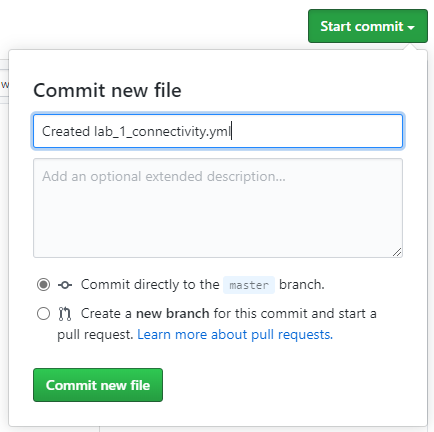 Start commit
w
Commit new file
Created lab_1_connectivity.yml
Add an optional extended description...
Commit directly to the master branch.
Create a new branch for this commit and start a
pull request. Learn more about pull requests.
Commit new file